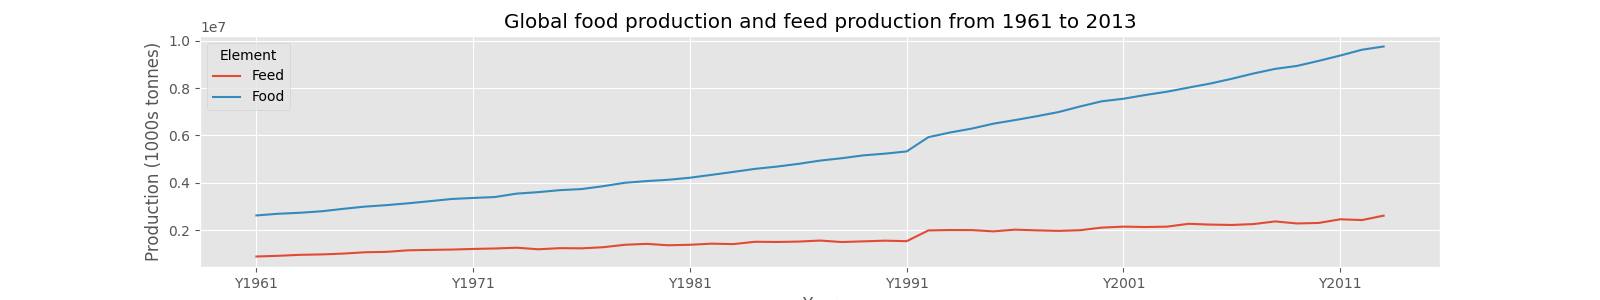 Global food production and feed production from 1961 to 2013
1e7
Production (1000s tonnes)
1.0
0.8
0.6
0.4
0.2
Element
Feed
Food
Y1961
Y1971
Y1981
Y1991
Y2001
Y2011